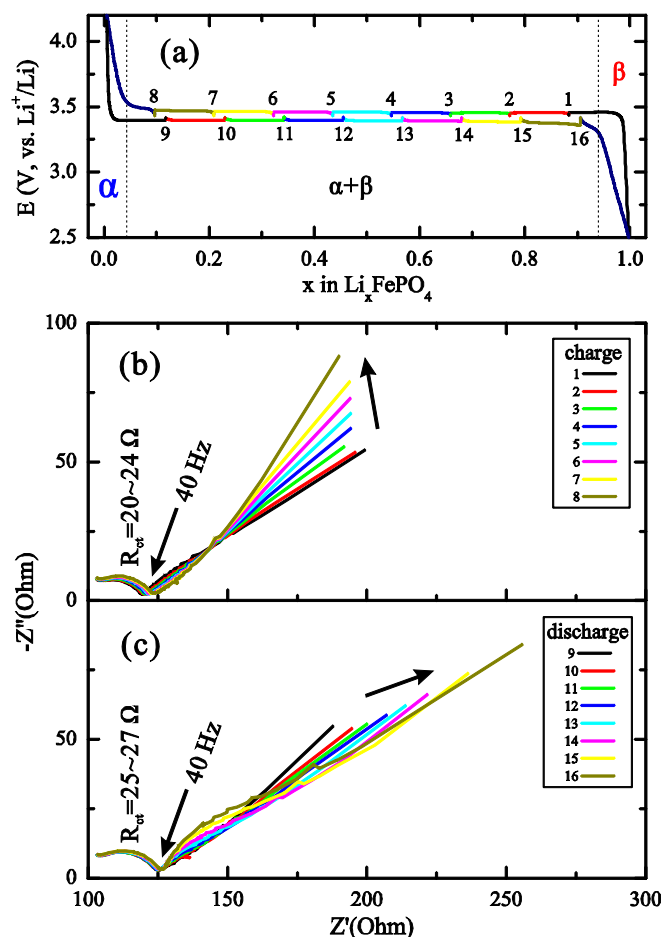 (a)
E (V, vs. Li⁺/Li)
4.0
3.5
3.0
2.5
α
β
α+β
8 7 6 5 4 3 2 1
9 10 11 12 13 14 15 16
0.0 0.2 0.4 0.6 0.8 1.0
x in LiₓFePO₄
(b)
100
50
0
R_ct=20~24 Ω
40 Hz
charge
1
2
3
4
5
6
7
8
-Z''(Ohm)
(c)
50
0
R_ct=25~27 Ω
40 Hz
discharge
9
10
11
12
13
14
15
16
100 150 200 250 300
Z'(Ohm)